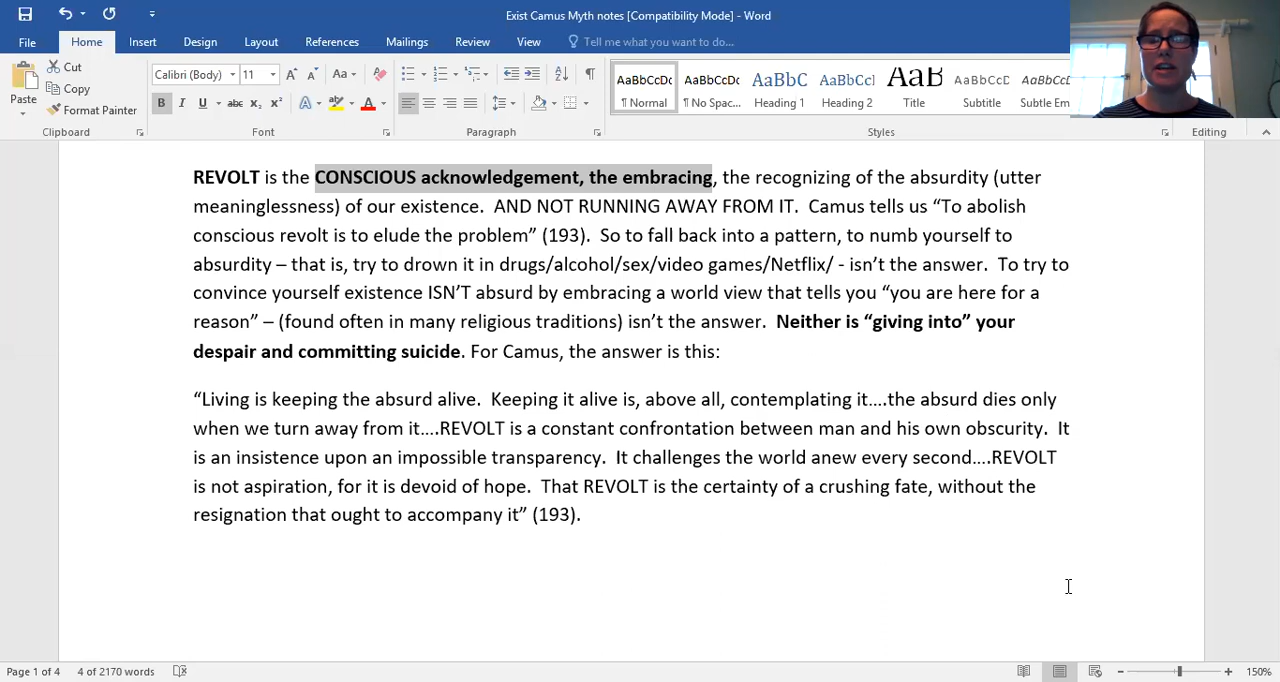 Exist Camus Myth notes [Compatibility Mode] - Word
File Home Insert Design Layout References Mailings Review View Tell me what you want to do...
Paste
Cut
Copy
Format Painter
Clipboard
Calibri (Body) 11
Font
Paragraph
AaBbCcDc AaBbCcDc AaBbC AaBbCcI AaB AaBbCcD AaBbCcDc
¶ Normal ¶ No Spac... Heading 1 Heading 2 Title Subtitle Subtle Em
Styles
Editing
REVOLT is the CONSCIOUS acknowledgement, the embracing, the recognizing of the absurdity (utter
meaninglessness) of our existence.  AND NOT RUNNING AWAY FROM IT.  Camus tells us “To abolish
conscious revolt is to elude the problem” (193).  So to fall back into a pattern, to numb yourself to
absurdity – that is, try to drown it in drugs/alcohol/sex/video games/Netflix/ - isn’t the answer.  To try to
convince yourself existence ISN’T absurd by embracing a world view that tells you “you are here for a
reason” – (found often in many religious traditions) isn’t the answer.  Neither is “giving into” your
despair and committing suicide. For Camus, the answer is this:
“Living is keeping the absurd alive.  Keeping it alive is, above all, contemplating it….the absurd dies only
when we turn away from it….REVOLT is a constant confrontation between man and his own obscurity.  It
is an insistence upon an impossible transparency.  It challenges the world anew every second….REVOLT
is not aspiration, for it is devoid of hope.  That REVOLT is the certainty of a crushing fate, without the
resignation that ought to accompany it” (193).
Page 1 of 4 4 of 2170 words 150%